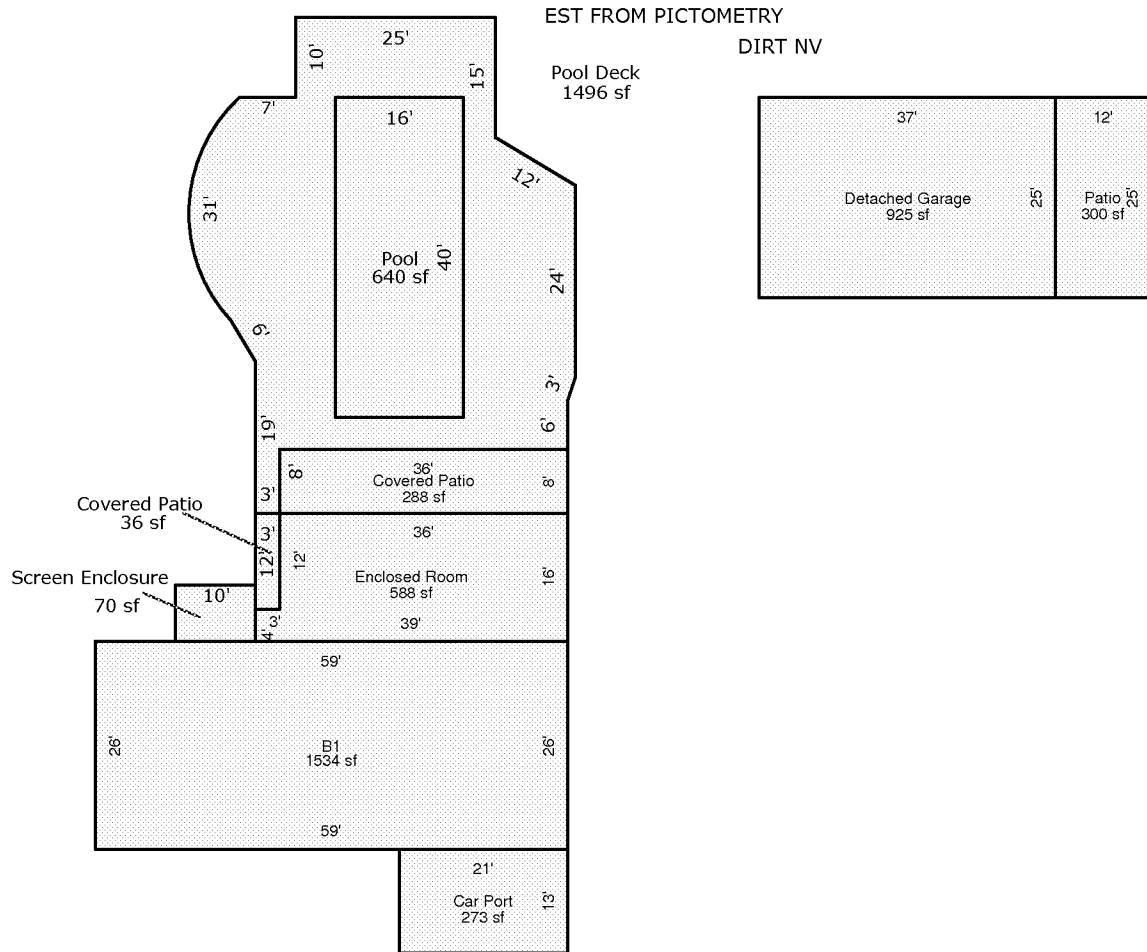 EST FROM PICTOMETRY
DIRT NV
25'
10'
15'
Pool Deck
1496 sf
7'
16'
12'
31'
Pool
640 sf
40'
24'
6'
3'
19'
6'
37'
Detached Garage
925 sf
25'
12'
Patio
300 sf
25'
8'
36'
Covered Patio
288 sf
8'
3'
Covered Patio
36 sf
3'
12'
12'
36'
Enclosed Room
588 sf
16'
Screen Enclosure
70 sf
10'
3'
4'
39'
59'
26'
B1
1534 sf
26'
59'
21'
Car Port
273 sf
13'